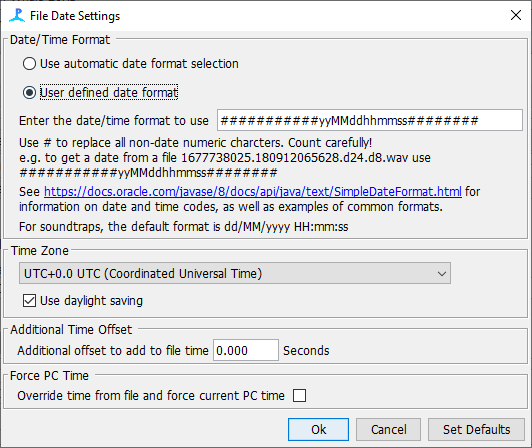 File Date Settings
Date/Time Format
Use automatic date format selection
User defined date format
Enter the date/time format to use ###########yyMMddhhmmss########
Use # to replace all non-date numeric charcters. Count carefully!
e.g. to get a date from a file 1677738025.180912065628.d24.d8.wav use
###########yyMMddhhmmss########
See https://docs.oracle.com/javase/8/docs/api/java/text/SimpleDateFormat.html for
information on date and time codes, as well as examples of common formats.
For soundtraps, the default format is dd/MM/yyyy HH:mm:ss
Time Zone
UTC+0.0 UTC (Coordinated Universal Time)
Use daylight saving
Additional Time Offset
Additional offset to add to file time 0.000 Seconds
Force PC Time
Override time from file and force current PC time
Ok Cancel Set Defaults